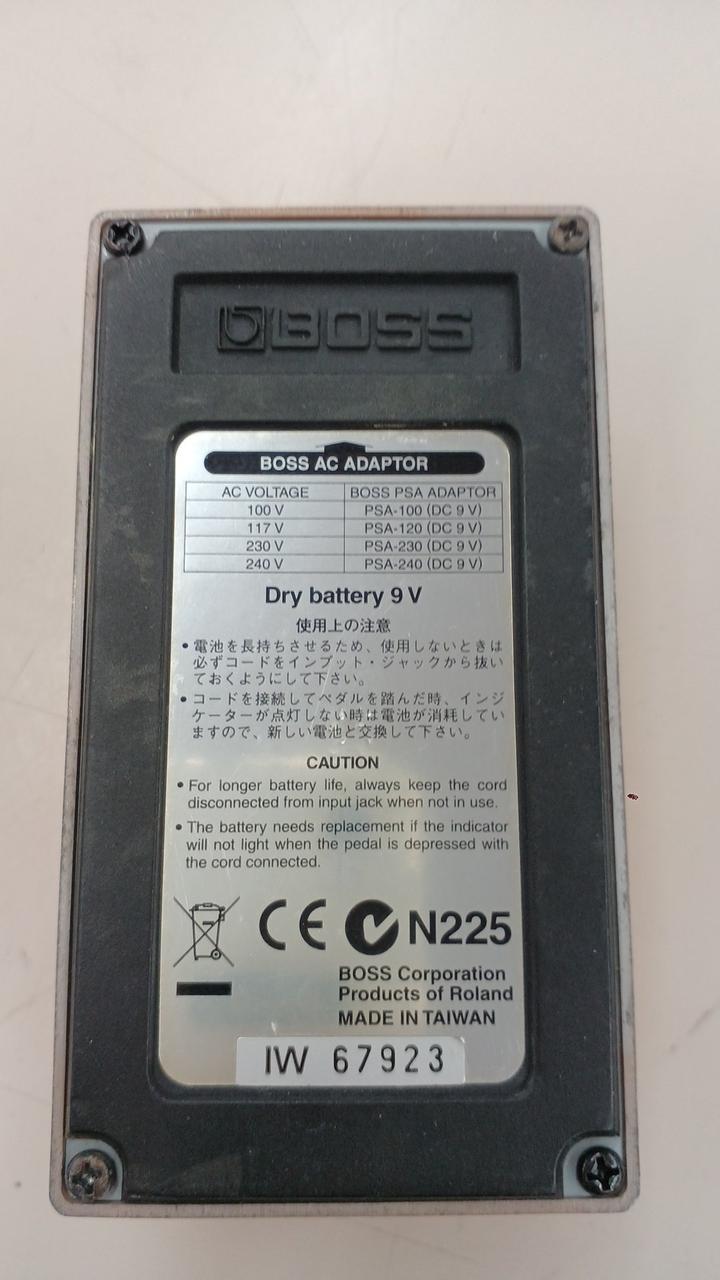 BOSS
BOSS AC ADAPTOR
AC VOLTAGE BOSS PSA ADAPTOR
100 V PSA-100 (DC 9 V)
117 V PSA-120 (DC 9 V)
230 V PSA-230 (DC 9 V)
240 V PSA-240 (DC 9 V)
Dry battery 9 V
使用上の注意
• 電池を長持ちさせるため、使用しないときは
必ずコードをインプット・ジャックから抜い
ておくようにして下さい。
• コードを接続してペダルを踏んだ時、インジ
ケーターが点灯しない時は電池が消耗してい
ますので、新しい電池と交換して下さい。
CAUTION
• For longer battery life, always keep the cord
disconnected from input jack when not in use.
• The battery needs replacement if the indicator
will not light when the pedal is depressed with
the cord connected.
CE N225
BOSS Corporation
Products of Roland
MADE IN TAIWAN
IW 67923